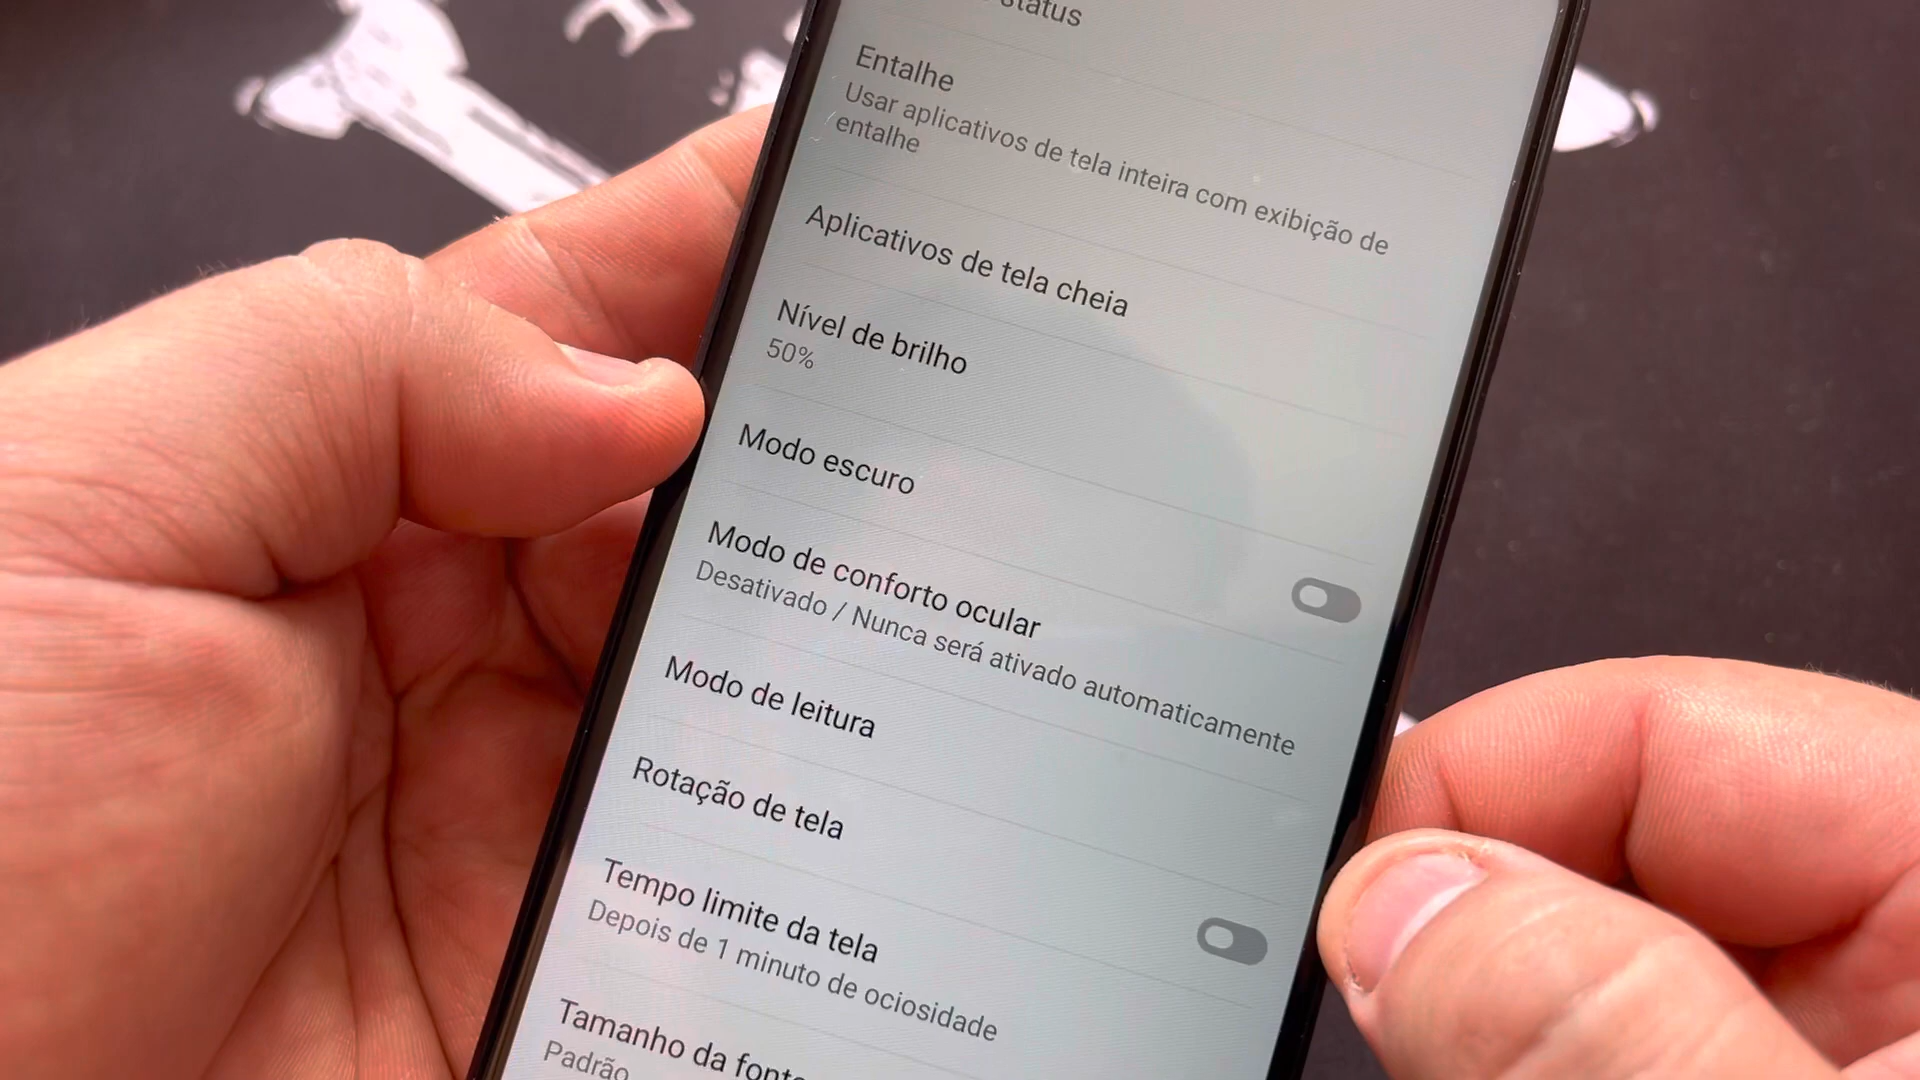 status
Entalhe
Usar aplicativos de tela inteira com exibição de
entalhe
Aplicativos de tela cheia
Nível de brilho
50%
Modo escuro
Modo de conforto ocular
Desativado / Nunca será ativado automaticamente
Modo de leitura
Rotação de tela
Tempo limite da tela
Depois de 1 minuto de ociosidade
Tamanho da fonte
Padrão